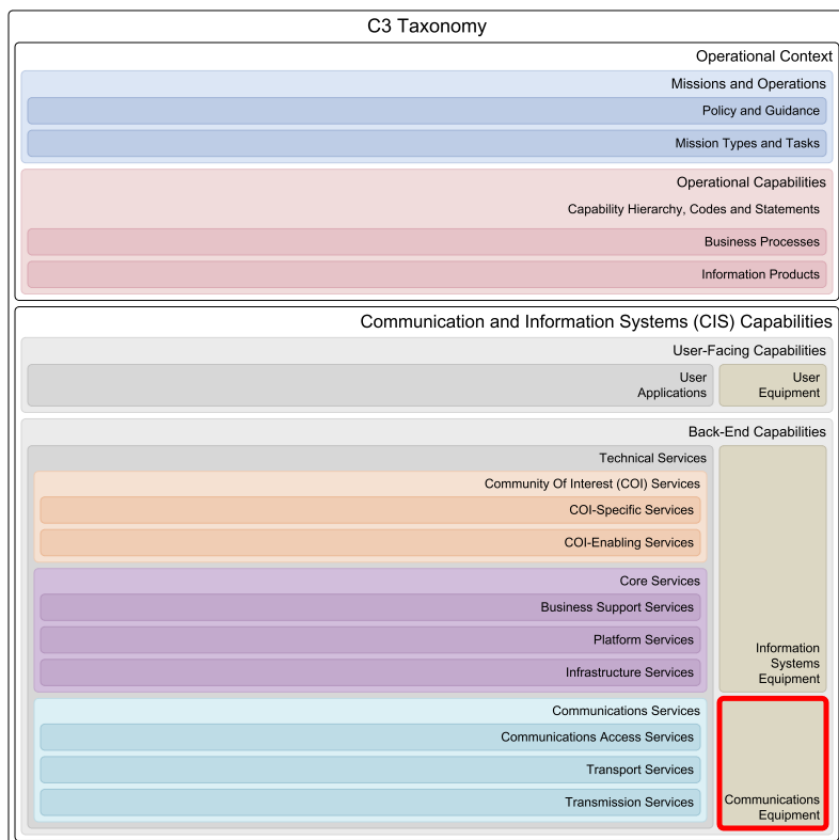 C3 Taxonomy
Operational Context
Missions and Operations
Policy and Guidance
Mission Types and Tasks
Operational Capabilities
Capability Hierarchy, Codes and Statements
Business Processes
Information Products
Communication and Information Systems (CIS) Capabilities
User-Facing Capabilities
User
Applications
User
Equipment
Back-End Capabilities
Technical Services
Community Of Interest (COI) Services
COI-Specific Services
COI-Enabling Services
Core Services
Business Support Services
Platform Services
Infrastructure Services
Information
Systems
Equipment
Communications Services
Communications Access Services
Transport Services
Transmission Services
Communications
Equipment